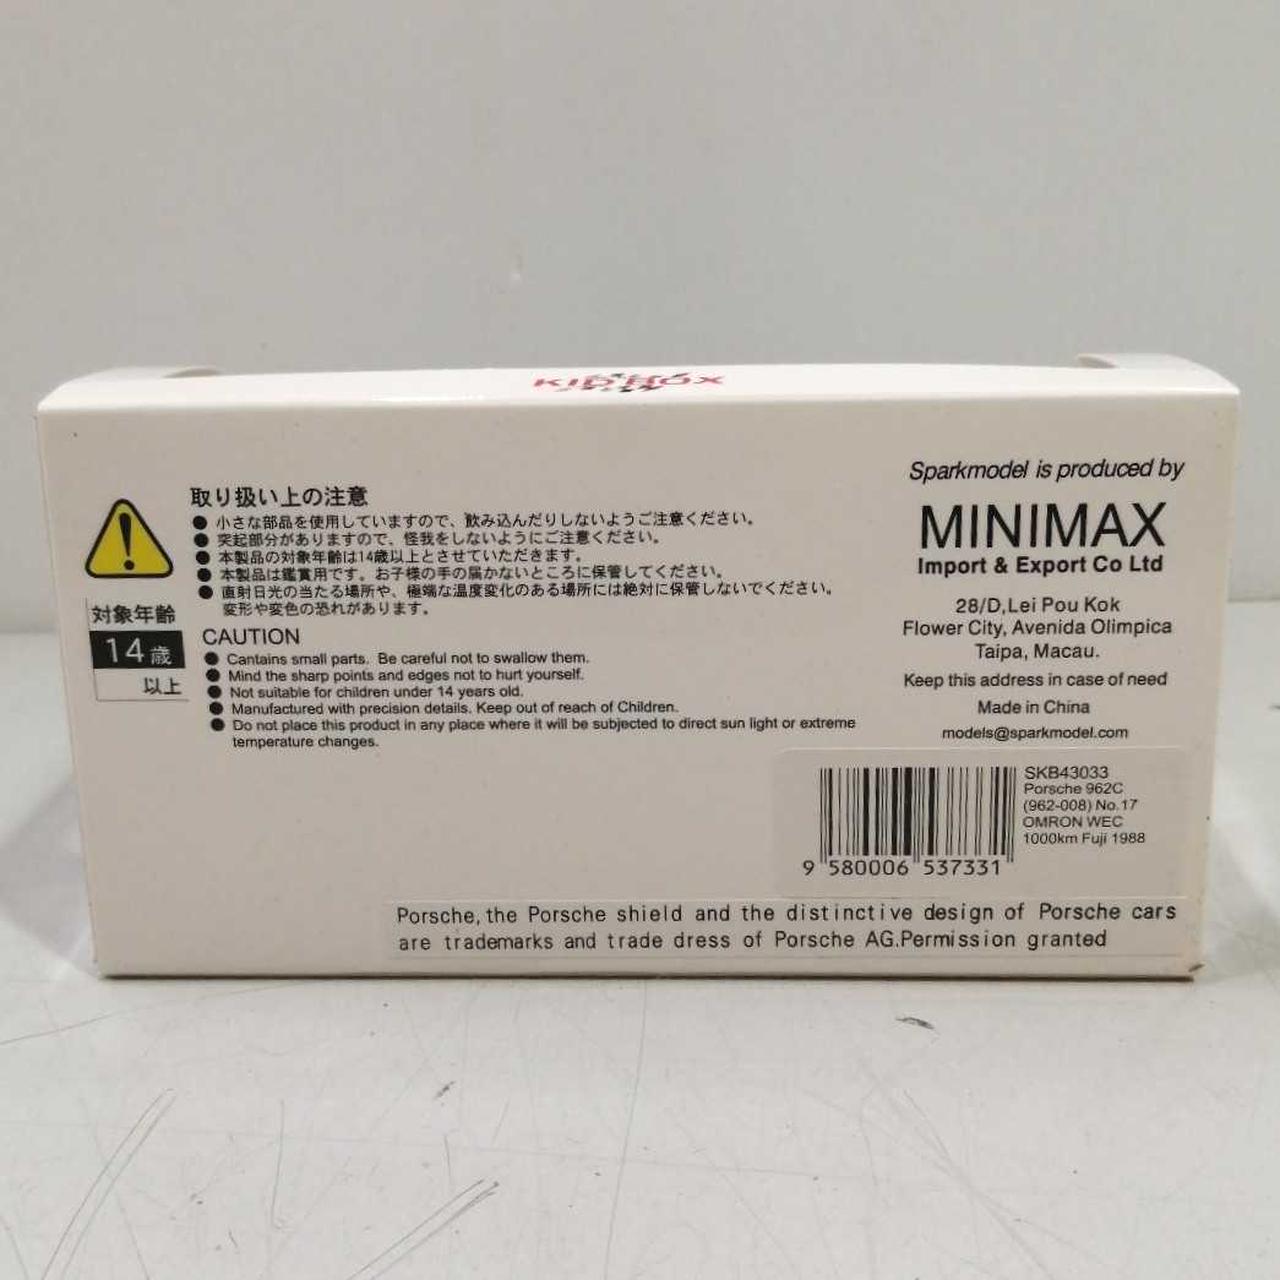 KID BOX
取り扱い上の注意
● 小さな部品を使用していますので、飲み込んだりしないようご注意ください。
● 突起部分がありますので、怪我をしないようにご注意ください。
● 本製品の対象年齢は14歳以上とさせていただきます。
● 本製品は鑑賞用です。お子様の手の届かないところに保管してください。
● 直射日光の当たる場所や、極端な温度変化のある場所には絶対に保管しないでください。
変形や変色の恐れがあります。
対象年齢
14歳
以上
CAUTION
● Cantains small parts. Be careful not to swallow them.
● Mind the sharp points and edges not to hurt yourself.
● Not suitable for children under 14 years old.
● Manufactured with precision details. Keep out of reach of Children.
● Do not place this product in any place where it will be subjected to direct sun light or extreme
temperature changes.
Sparkmodel is produced by
MINIMAX
Import & Export Co Ltd
28/D,Lei Pou Kok
Flower City, Avenida Olimpica
Taipa, Macau.
Keep this address in case of need
Made in China
models@sparkmodel.com
SKB43033
Porsche 962C
(962-008) No.17
OMRON WEC
1000km Fuji 1988
9 580006 537331
Porsche, the Porsche shield and the distinctive design of Porsche cars
are trademarks and trade dress of Porsche AG.Permission granted